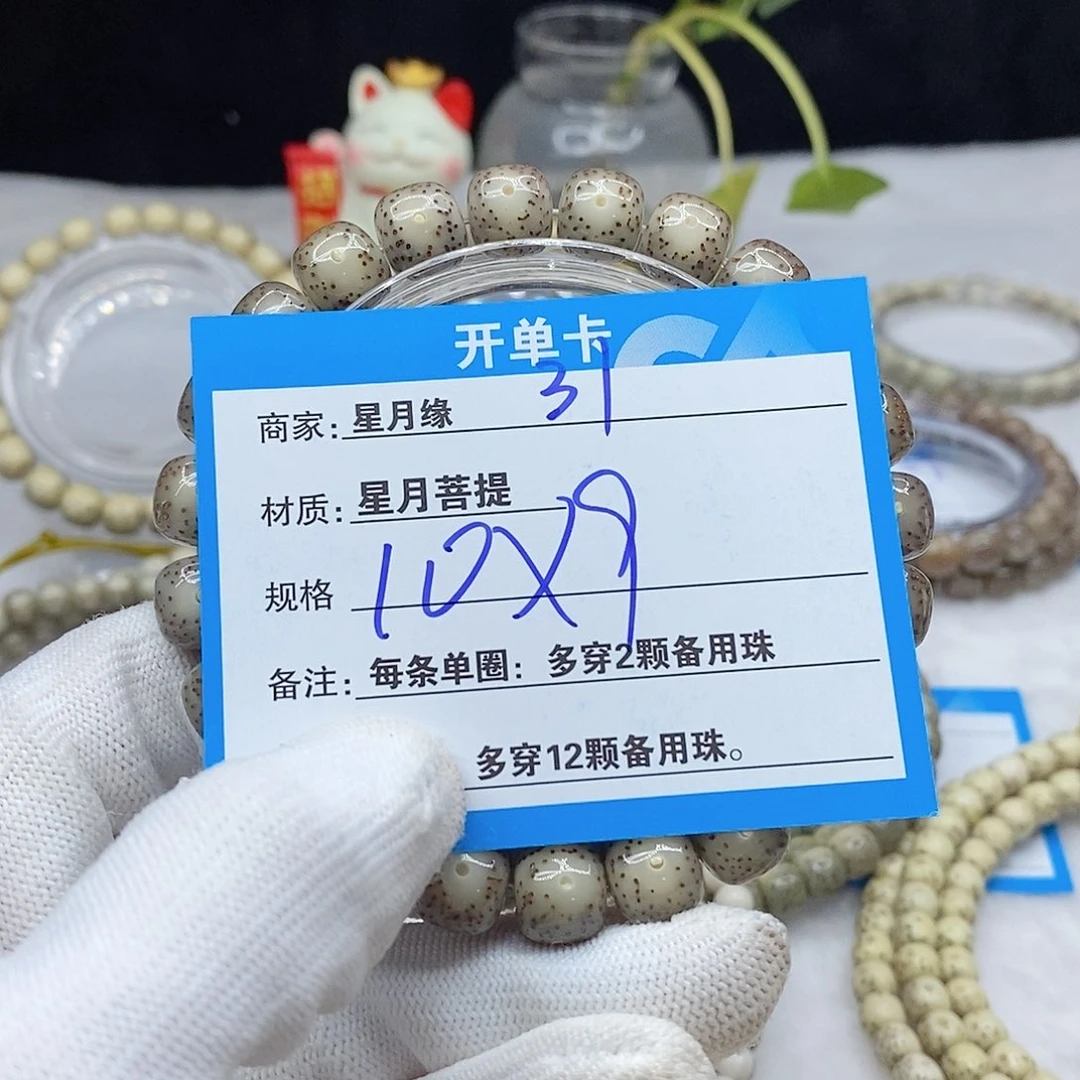 开单卡
商家:星月缘 31
材质:星月菩提
规格 10X9
备注:每条单圈:多穿2颗备用珠
多穿12颗备用珠。